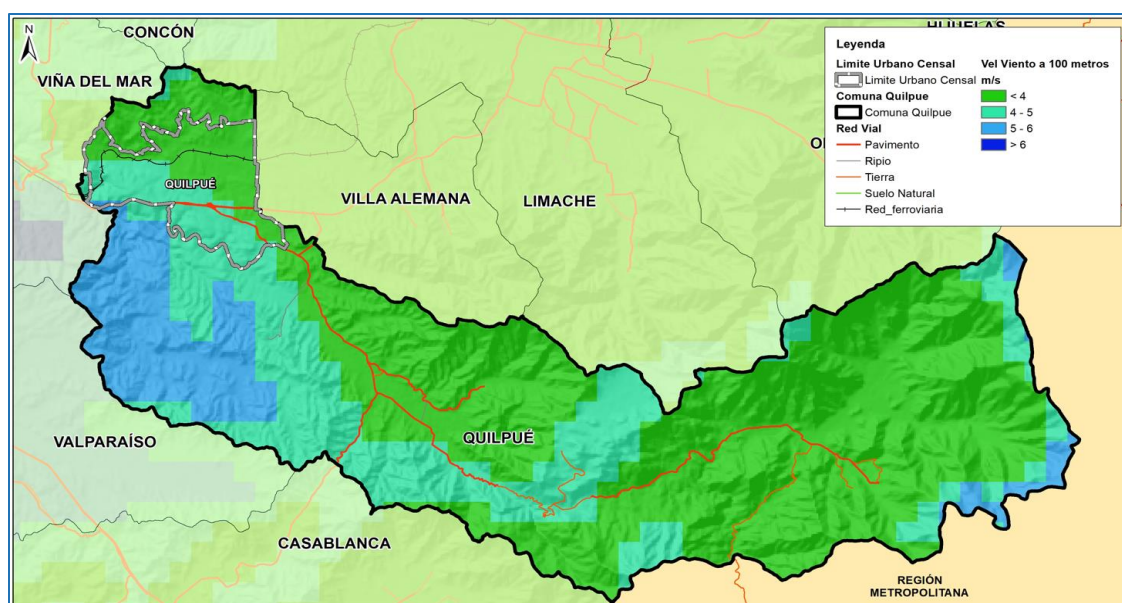 N
CONCÓN
VIÑA DEL MAR
QUILPUÉ
VILLA ALEMANA
LIMACHE
VALPARAÍSO
QUILPUÉ
CASABLANCA
REGIÓN
METROPOLITANA
Leyenda
Limite Urbano Censal
Limite Urbano Censal
Comuna Quilpue
Comuna Quilpue
Red Vial
Pavimento
Ripio
Tierra
Suelo Natural
Red_ferroviaria
Vel Viento a 100 metros
m/s
< 4
4 - 5
5 - 6
> 6